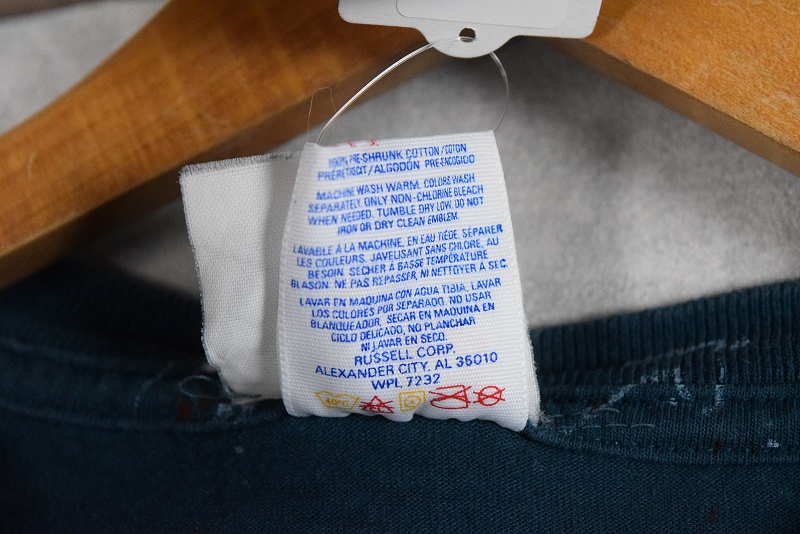 100% PRE-SHRUNK COTTON/COTON
PRÉRETRECIT/ALGODÓN PRE-ENCOGIDO
MACHINE WASH WARM. COLORS WASH
SEPARATELY. ONLY NON-CHLORINE BLEACH
WHEN NEEDED. TUMBLE DRY LOW. DO NOT
IRON OR DRY CLEAN EMBLEM.
LAVABLE À LA MACHINE, EN EAU TIÈDE, SÉPARER
LES COULEURS. JAVELISANT SANS CHLORE, AU
BESOIN. SÉCHER À BASSE TEMPÉRATURE
BLASON: NE PAS REPASSER, NI NETTOYER À SEC.
LAVAR EN MAQUINA CON AGUA TIBIA, LAVAR
LOS COLORES POR SEPARADO. NO USAR
BLANQUEADOR, SECAR EN MAQUINA EN
CICLO DELICADO, NO PLANCHAR
NI LAVAR EN SECO.
RUSSELL CORP.
ALEXANDER CITY, AL 35010
WPL 7232
40°C